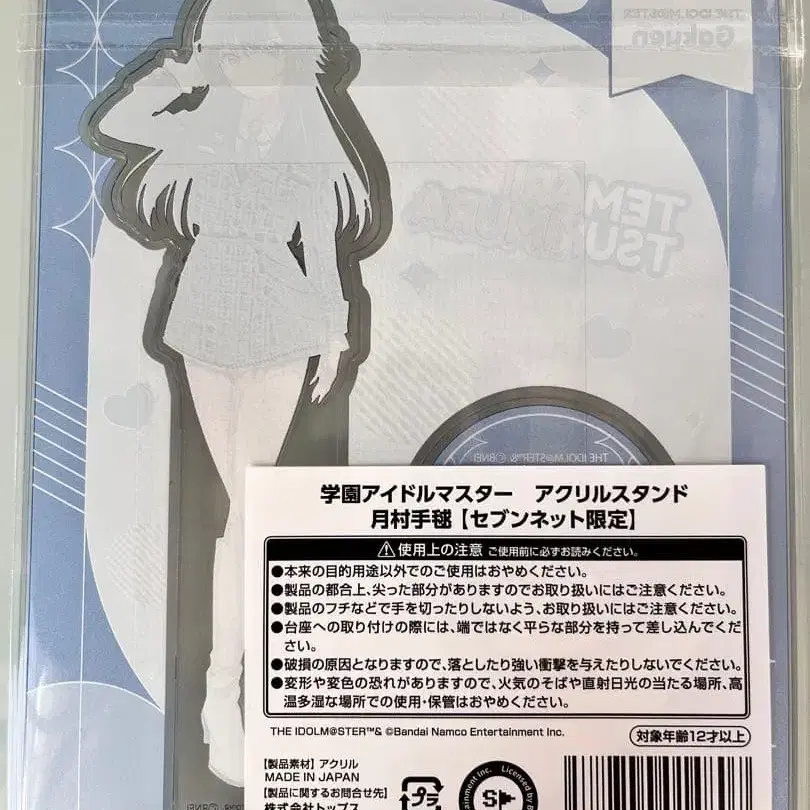 THE IDOLM@STER
Gakuen
TEMARI
TSUKIMURA
THE IDOLM@STER™& ©BNEI
学園アイドルマスター アクリルスタンド
月村手毬【セブンネット限定】
⚠使用上の注意 ご使用前に必ずお読みください。
●本来の目的用途以外でのご使用はおやめください。
●製品の都合上、尖った部分がありますのでお取り扱いにはご注意ください。
●製品のフチなどで手を切ったりしないよう、お取り扱いにはご注意ください。
●台座への取り付けの際には、端ではなく平らな部分を持って差し込んでくだ
さい。
●破損の原因となりますので、落としたり強い衝撃を与えたりしないでください。
●変形や変色の恐れがありますので、火気のそばや直射日光の当たる場所、高
温多湿な場所での使用・保管はおやめください。
THE IDOLM@STER™& ©Bandai Namco Entertainment Inc.
対象年齢12才以上
【製品素材】アクリル
MADE IN JAPAN
【製品に関するお問合せ先】
株式会社トップス
プラ
Licensed by